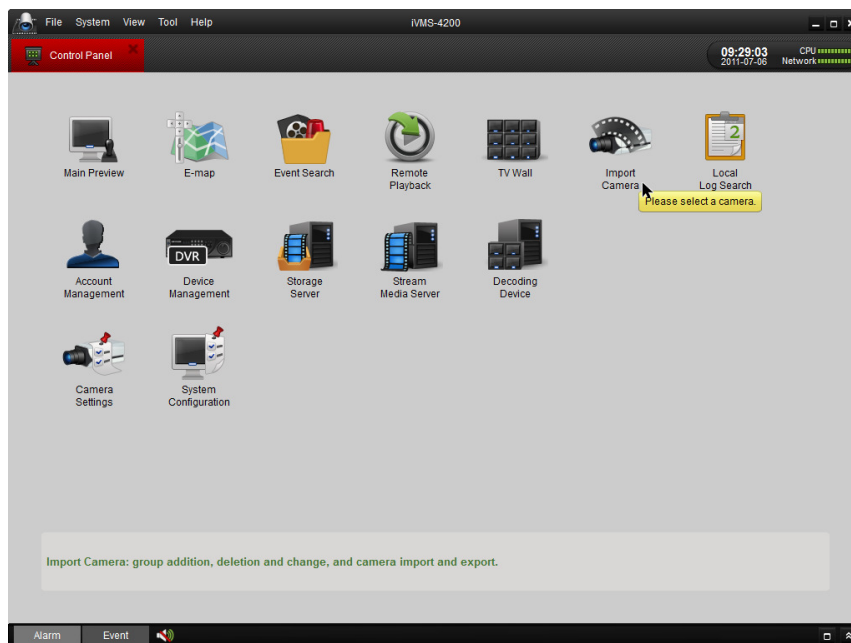 File System View Tool Help iVMS-4200
Control Panel 09:29:03 CPU
2011-07-06 Network
Main Preview E-map Event Search Remote Playback TV Wall Import Camera Local Log Search
Please select a camera.
2
Account Management Device Management Storage Server Stream Media Server Decoding Device
DVR
Camera Settings System Configuration
Import Camera: group addition, deletion and change, and camera import and export.
Alarm Event